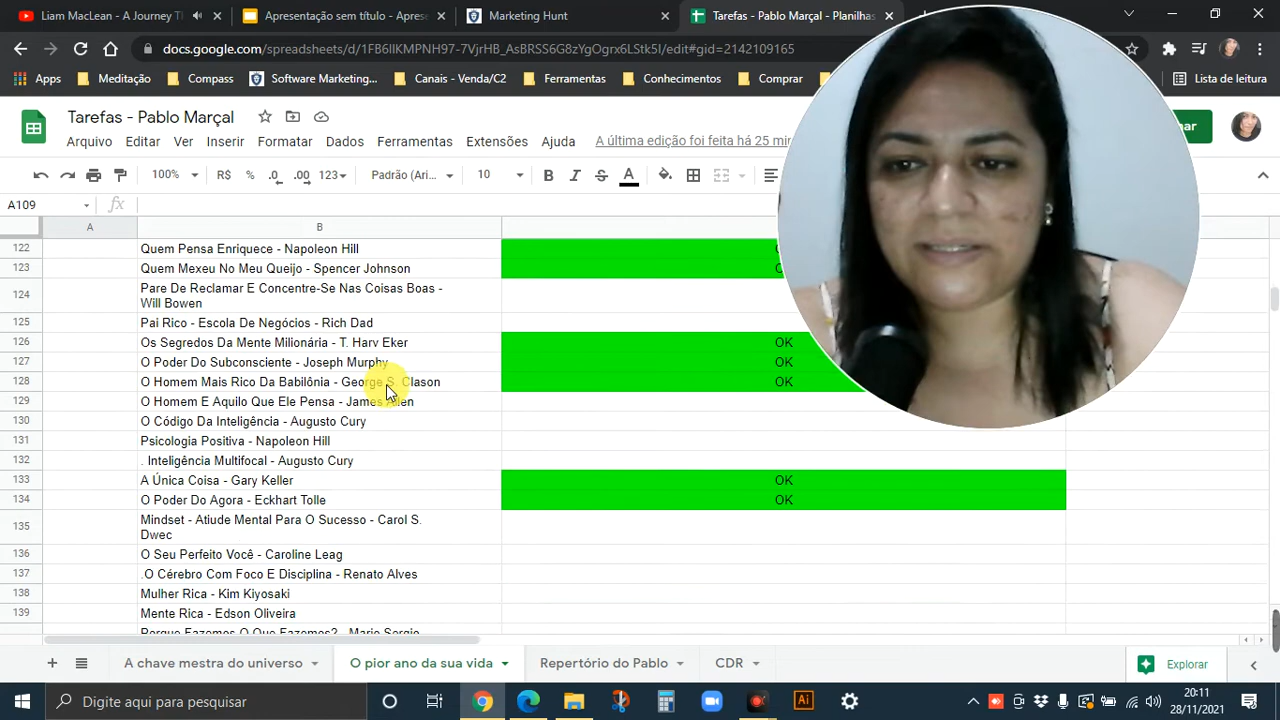 Liam MacLean - A Journey T
Apresentação sem título - Aprese
Marketing Hunt
Tarefas - Pablo Marçal - Planilhas
docs.google.com/spreadsheets/d/1FB6IIKMPNH97-7VjrHB_AsBRSS6G8zYgOgrx6LStk5I/edit#gid=2142109165
Apps
Meditação
Compass
Software Marketing...
Canais - Venda/C2
Ferramentas
Conhecimentos
Comprar
Lista de leitura
Tarefas - Pablo Marçal
Arquivo Editar Ver Inserir Formatar Dados Ferramentas Extensões Ajuda
A última edição foi feita há 25 min
100% R$ % .0 .00 123 Padrão (Ari... 10 B I S A
A109 fx
A B
122 Quem Pensa Enriquece - Napoleon Hill
123 Quem Mexeu No Meu Queijo - Spencer Johnson
124 Pare De Reclamar E Concentre-Se Nas Coisas Boas -
Will Bowen
125 Pai Rico - Escola De Negócios - Rich Dad
126 Os Segredos Da Mente Milionária - T. Harv Eker OK
127 O Poder Do Subconsciente - Joseph Murphy OK
128 O Homem Mais Rico Da Babilônia - George S. Clason OK
129 O Homem E Aquilo Que Ele Pensa - James Allen
130 O Código Da Inteligência - Augusto Cury
131 Psicologia Positiva - Napoleon Hill
132 . Inteligência Multifocal - Augusto Cury
133 A Única Coisa - Gary Keller OK
134 O Poder Do Agora - Eckhart Tolle OK
135 Mindset - Atiude Mental Para O Sucesso - Carol S.
Dwec
136 O Seu Perfeito Você - Caroline Leag
137 .O Cérebro Com Foco E Disciplina - Renato Alves
138 Mulher Rica - Kim Kiyosaki
139 Mente Rica - Edson Oliveira
Porque Fazemos O Que Fazemos? - Mario Sergio
A chave mestra do universo
O pior ano da sua vida
Repertório do Pablo
CDR
Explorar
Digite aqui para pesquisar
Ai
20:11
28/11/2021